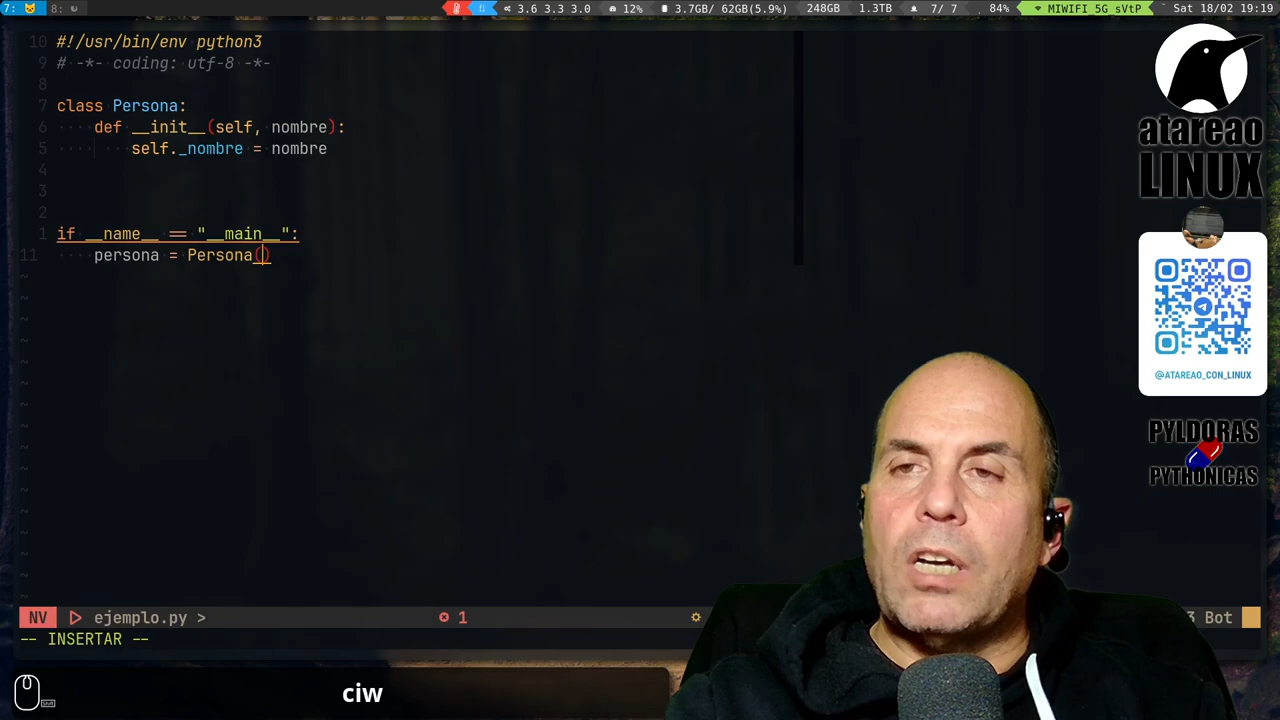 7: 8:
3.6 3.3 3.0 12% 3.7GB/ 62GB(5.9%) 248GB 1.3TB 7/ 7 84% MIWIFI 5G sVtP Sat 18/02 19:19
10 #!/usr/bin/env python3
9 # -*- coding: utf-8 -*-
8
7 class Persona:
6 def __init__(self, nombre):
5 self._nombre = nombre
4
3
2
1 if __name__ == "__main__":
11 persona = Persona()
NV ejemplo.py > 1 3 Bot
-- INSERTAR --
ciw
atareao
LINUX
@ATAREAO_CON_LINUX
PYLDORAS
PYTHONICAS